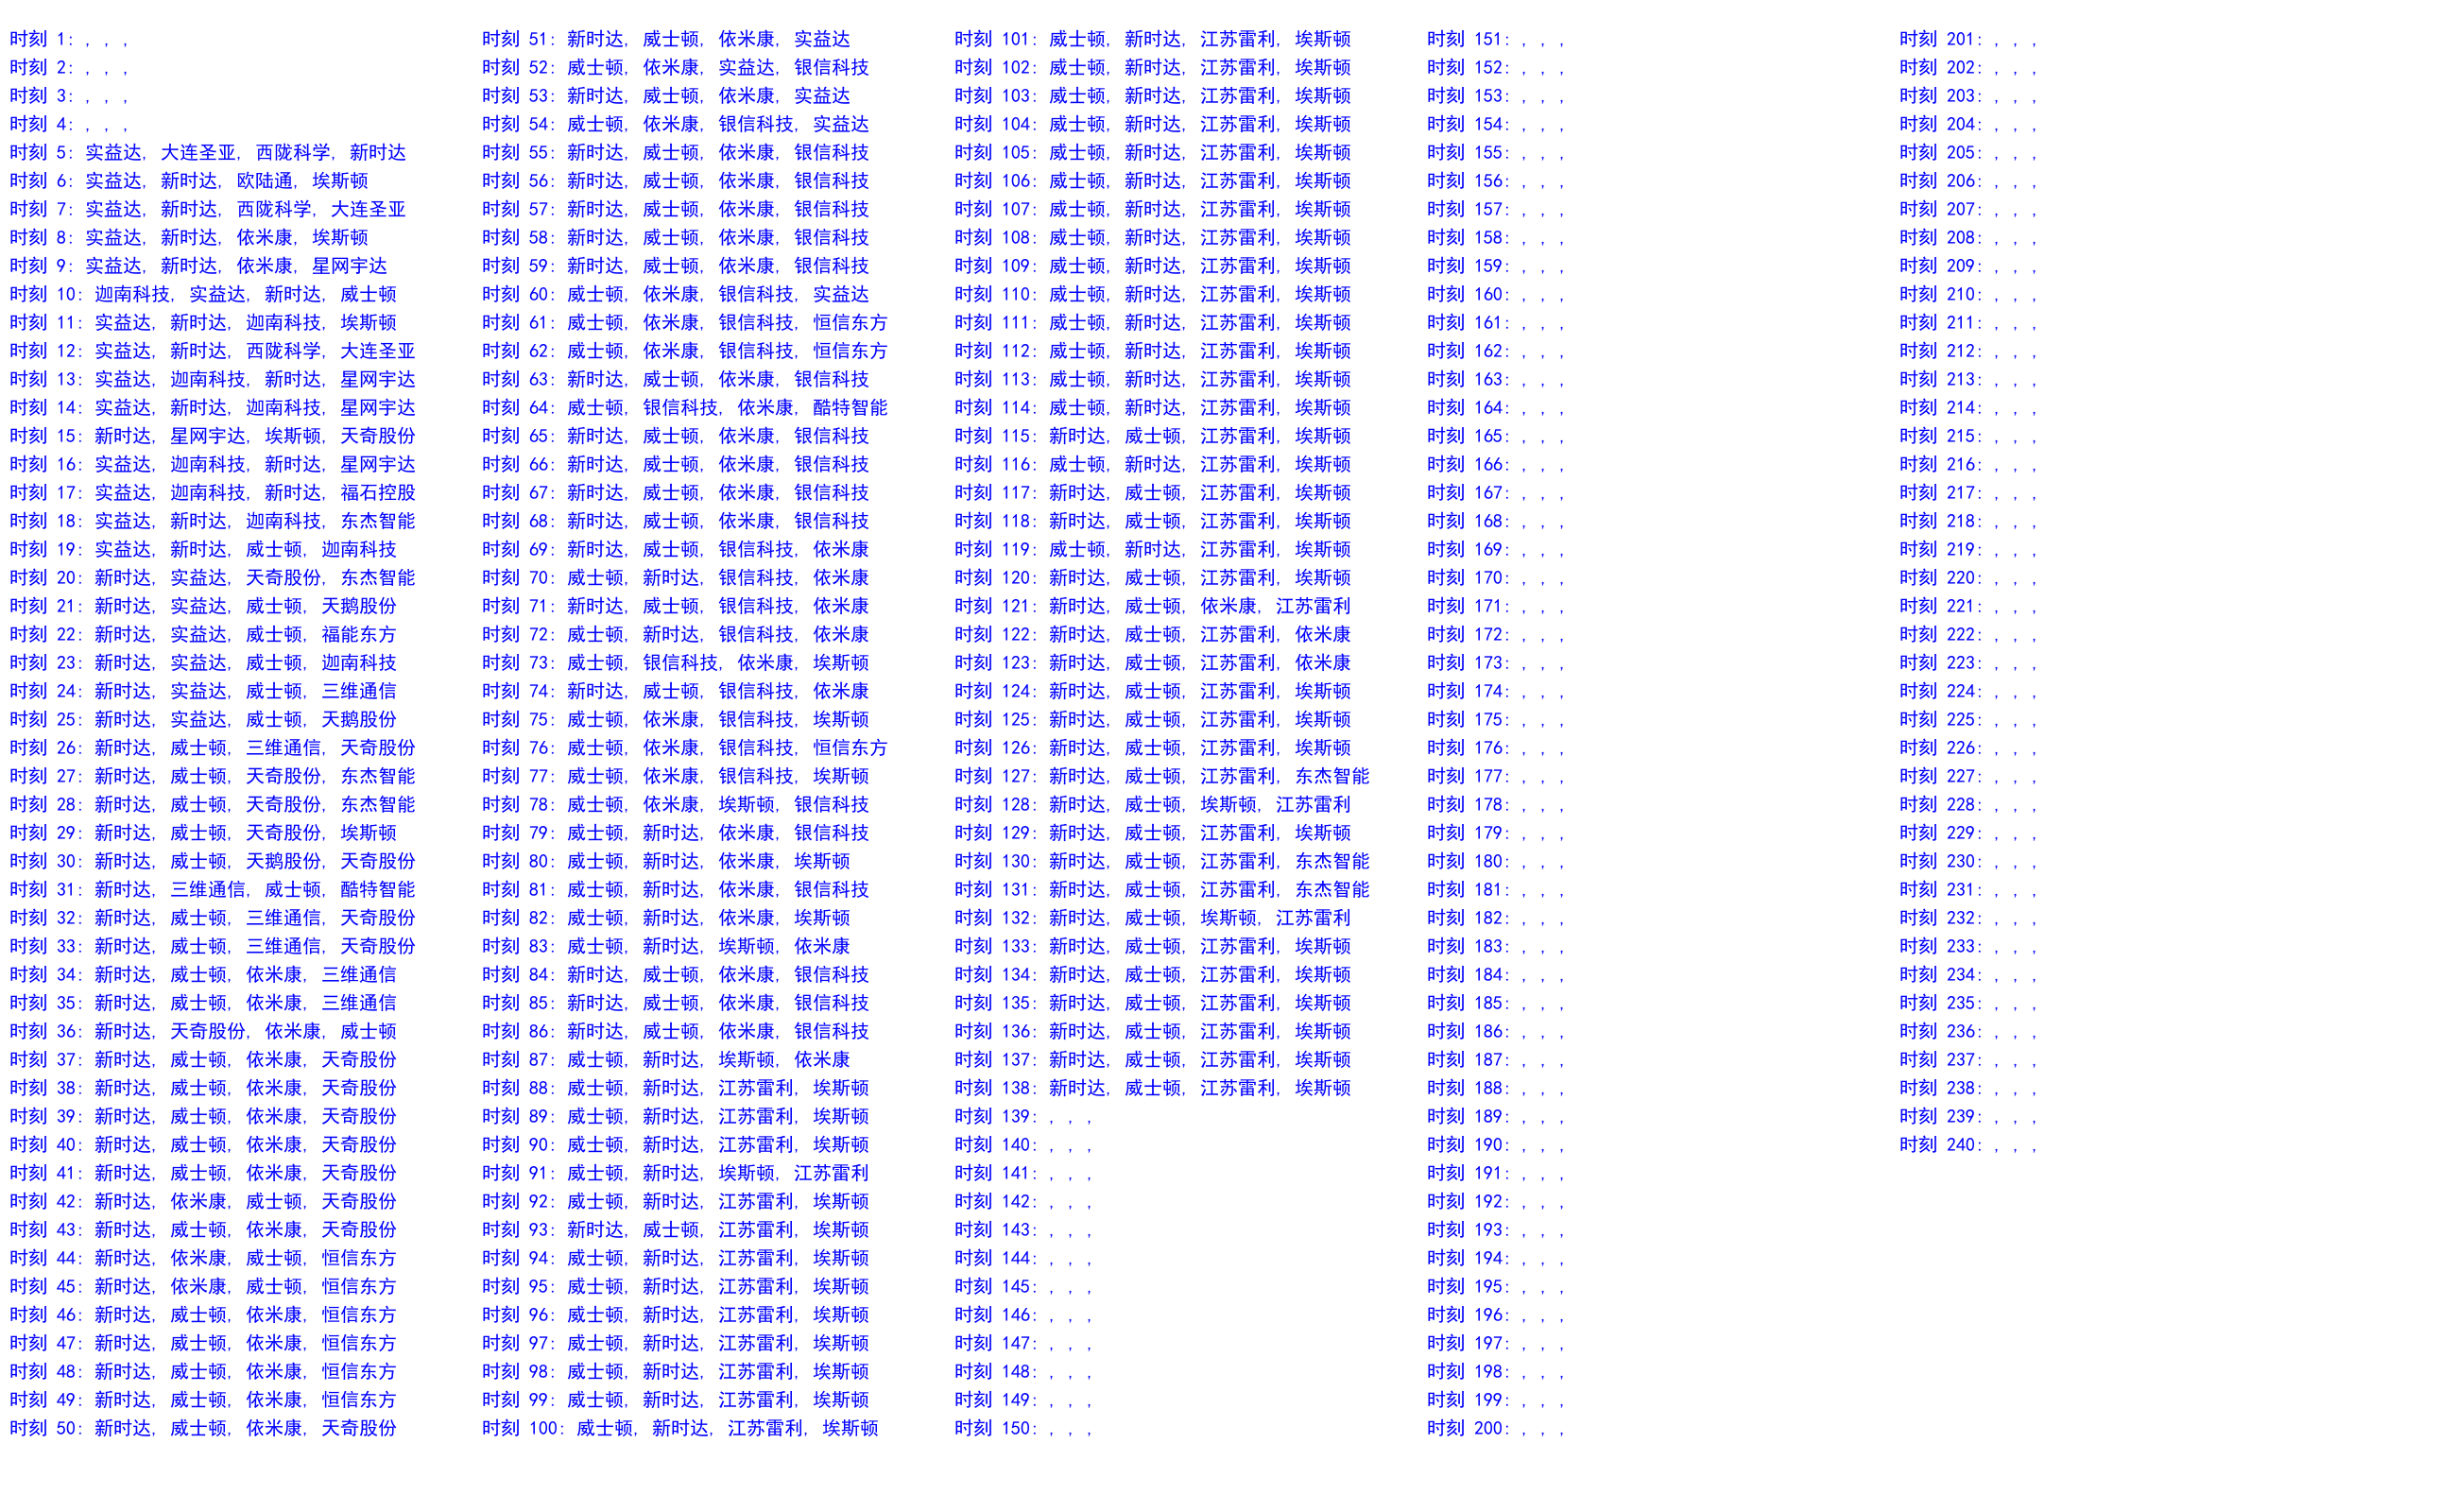 时刻 1: , , ,
时刻 2: , , ,
时刻 3: , , ,
时刻 4: , , ,
时刻 5: 实益达, 大连圣亚, 西陇科学, 新时达
时刻 6: 实益达, 新时达, 欧陆通, 埃斯顿
时刻 7: 实益达, 新时达, 西陇科学, 大连圣亚
时刻 8: 实益达, 新时达, 依米康, 埃斯顿
时刻 9: 实益达, 新时达, 依米康, 星网宇达
时刻 10: 迦南科技, 实益达, 新时达, 威士顿
时刻 11: 实益达, 新时达, 迦南科技, 埃斯顿
时刻 12: 实益达, 新时达, 西陇科学, 大连圣亚
时刻 13: 实益达, 迦南科技, 新时达, 星网宇达
时刻 14: 实益达, 新时达, 迦南科技, 星网宇达
时刻 15: 新时达, 星网宇达, 埃斯顿, 天奇股份
时刻 16: 实益达, 迦南科技, 新时达, 星网宇达
时刻 17: 实益达, 迦南科技, 新时达, 福石控股
时刻 18: 实益达, 新时达, 迦南科技, 东杰智能
时刻 19: 实益达, 新时达, 威士顿, 迦南科技
时刻 20: 新时达, 实益达, 天奇股份, 东杰智能
时刻 21: 新时达, 实益达, 威士顿, 天鹅股份
时刻 22: 新时达, 实益达, 威士顿, 福能东方
时刻 23: 新时达, 实益达, 威士顿, 迦南科技
时刻 24: 新时达, 实益达, 威士顿, 三维通信
时刻 25: 新时达, 实益达, 威士顿, 天鹅股份
时刻 26: 新时达, 威士顿, 三维通信, 天奇股份
时刻 27: 新时达, 威士顿, 天奇股份, 东杰智能
时刻 28: 新时达, 威士顿, 天奇股份, 东杰智能
时刻 29: 新时达, 威士顿, 天奇股份, 埃斯顿
时刻 30: 新时达, 威士顿, 天鹅股份, 天奇股份
时刻 31: 新时达, 三维通信, 威士顿, 酷特智能
时刻 32: 新时达, 威士顿, 三维通信, 天奇股份
时刻 33: 新时达, 威士顿, 三维通信, 天奇股份
时刻 34: 新时达, 威士顿, 依米康, 三维通信
时刻 35: 新时达, 威士顿, 依米康, 三维通信
时刻 36: 新时达, 天奇股份, 依米康, 威士顿
时刻 37: 新时达, 威士顿, 依米康, 天奇股份
时刻 38: 新时达, 威士顿, 依米康, 天奇股份
时刻 39: 新时达, 威士顿, 依米康, 天奇股份
时刻 40: 新时达, 威士顿, 依米康, 天奇股份
时刻 41: 新时达, 威士顿, 依米康, 天奇股份
时刻 42: 新时达, 依米康, 威士顿, 天奇股份
时刻 43: 新时达, 威士顿, 依米康, 天奇股份
时刻 44: 新时达, 依米康, 威士顿, 恒信东方
时刻 45: 新时达, 依米康, 威士顿, 恒信东方
时刻 46: 新时达, 威士顿, 依米康, 恒信东方
时刻 47: 新时达, 威士顿, 依米康, 恒信东方
时刻 48: 新时达, 威士顿, 依米康, 恒信东方
时刻 49: 新时达, 威士顿, 依米康, 恒信东方
时刻 50: 新时达, 威士顿, 依米康, 天奇股份
时刻 51: 新时达, 威士顿, 依米康, 实益达
时刻 52: 威士顿, 依米康, 实益达, 银信科技
时刻 53: 新时达, 威士顿, 依米康, 实益达
时刻 54: 威士顿, 依米康, 银信科技, 实益达
时刻 55: 新时达, 威士顿, 依米康, 银信科技
时刻 56: 新时达, 威士顿, 依米康, 银信科技
时刻 57: 新时达, 威士顿, 依米康, 银信科技
时刻 58: 新时达, 威士顿, 依米康, 银信科技
时刻 59: 新时达, 威士顿, 依米康, 银信科技
时刻 60: 威士顿, 依米康, 银信科技, 实益达
时刻 61: 威士顿, 依米康, 银信科技, 恒信东方
时刻 62: 威士顿, 依米康, 银信科技, 恒信东方
时刻 63: 新时达, 威士顿, 依米康, 银信科技
时刻 64: 威士顿, 银信科技, 依米康, 酷特智能
时刻 65: 新时达, 威士顿, 依米康, 银信科技
时刻 66: 新时达, 威士顿, 依米康, 银信科技
时刻 67: 新时达, 威士顿, 依米康, 银信科技
时刻 68: 新时达, 威士顿, 依米康, 银信科技
时刻 69: 新时达, 威士顿, 银信科技, 依米康
时刻 70: 威士顿, 新时达, 银信科技, 依米康
时刻 71: 新时达, 威士顿, 银信科技, 依米康
时刻 72: 威士顿, 新时达, 银信科技, 依米康
时刻 73: 威士顿, 银信科技, 依米康, 埃斯顿
时刻 74: 新时达, 威士顿, 银信科技, 依米康
时刻 75: 威士顿, 依米康, 银信科技, 埃斯顿
时刻 76: 威士顿, 依米康, 银信科技, 恒信东方
时刻 77: 威士顿, 依米康, 银信科技, 埃斯顿
时刻 78: 威士顿, 依米康, 埃斯顿, 银信科技
时刻 79: 威士顿, 新时达, 依米康, 银信科技
时刻 80: 威士顿, 新时达, 依米康, 埃斯顿
时刻 81: 威士顿, 新时达, 依米康, 银信科技
时刻 82: 威士顿, 新时达, 依米康, 埃斯顿
时刻 83: 威士顿, 新时达, 埃斯顿, 依米康
时刻 84: 新时达, 威士顿, 依米康, 银信科技
时刻 85: 新时达, 威士顿, 依米康, 银信科技
时刻 86: 新时达, 威士顿, 依米康, 银信科技
时刻 87: 威士顿, 新时达, 埃斯顿, 依米康
时刻 88: 威士顿, 新时达, 江苏雷利, 埃斯顿
时刻 89: 威士顿, 新时达, 江苏雷利, 埃斯顿
时刻 90: 威士顿, 新时达, 江苏雷利, 埃斯顿
时刻 91: 威士顿, 新时达, 埃斯顿, 江苏雷利
时刻 92: 威士顿, 新时达, 江苏雷利, 埃斯顿
时刻 93: 新时达, 威士顿, 江苏雷利, 埃斯顿
时刻 94: 威士顿, 新时达, 江苏雷利, 埃斯顿
时刻 95: 威士顿, 新时达, 江苏雷利, 埃斯顿
时刻 96: 威士顿, 新时达, 江苏雷利, 埃斯顿
时刻 97: 威士顿, 新时达, 江苏雷利, 埃斯顿
时刻 98: 威士顿, 新时达, 江苏雷利, 埃斯顿
时刻 99: 威士顿, 新时达, 江苏雷利, 埃斯顿
时刻 100: 威士顿, 新时达, 江苏雷利, 埃斯顿
时刻 101: 威士顿, 新时达, 江苏雷利, 埃斯顿
时刻 102: 威士顿, 新时达, 江苏雷利, 埃斯顿
时刻 103: 威士顿, 新时达, 江苏雷利, 埃斯顿
时刻 104: 威士顿, 新时达, 江苏雷利, 埃斯顿
时刻 105: 威士顿, 新时达, 江苏雷利, 埃斯顿
时刻 106: 威士顿, 新时达, 江苏雷利, 埃斯顿
时刻 107: 威士顿, 新时达, 江苏雷利, 埃斯顿
时刻 108: 威士顿, 新时达, 江苏雷利, 埃斯顿
时刻 109: 威士顿, 新时达, 江苏雷利, 埃斯顿
时刻 110: 威士顿, 新时达, 江苏雷利, 埃斯顿
时刻 111: 威士顿, 新时达, 江苏雷利, 埃斯顿
时刻 112: 威士顿, 新时达, 江苏雷利, 埃斯顿
时刻 113: 威士顿, 新时达, 江苏雷利, 埃斯顿
时刻 114: 威士顿, 新时达, 江苏雷利, 埃斯顿
时刻 115: 新时达, 威士顿, 江苏雷利, 埃斯顿
时刻 116: 威士顿, 新时达, 江苏雷利, 埃斯顿
时刻 117: 新时达, 威士顿, 江苏雷利, 埃斯顿
时刻 118: 新时达, 威士顿, 江苏雷利, 埃斯顿
时刻 119: 威士顿, 新时达, 江苏雷利, 埃斯顿
时刻 120: 新时达, 威士顿, 江苏雷利, 埃斯顿
时刻 121: 新时达, 威士顿, 依米康, 江苏雷利
时刻 122: 新时达, 威士顿, 江苏雷利, 依米康
时刻 123: 新时达, 威士顿, 江苏雷利, 依米康
时刻 124: 新时达, 威士顿, 江苏雷利, 埃斯顿
时刻 125: 新时达, 威士顿, 江苏雷利, 埃斯顿
时刻 126: 新时达, 威士顿, 江苏雷利, 埃斯顿
时刻 127: 新时达, 威士顿, 江苏雷利, 东杰智能
时刻 128: 新时达, 威士顿, 埃斯顿, 江苏雷利
时刻 129: 新时达, 威士顿, 江苏雷利, 埃斯顿
时刻 130: 新时达, 威士顿, 江苏雷利, 东杰智能
时刻 131: 新时达, 威士顿, 江苏雷利, 东杰智能
时刻 132: 新时达, 威士顿, 埃斯顿, 江苏雷利
时刻 133: 新时达, 威士顿, 江苏雷利, 埃斯顿
时刻 134: 新时达, 威士顿, 江苏雷利, 埃斯顿
时刻 135: 新时达, 威士顿, 江苏雷利, 埃斯顿
时刻 136: 新时达, 威士顿, 江苏雷利, 埃斯顿
时刻 137: 新时达, 威士顿, 江苏雷利, 埃斯顿
时刻 138: 新时达, 威士顿, 江苏雷利, 埃斯顿
时刻 139: , , ,
时刻 140: , , ,
时刻 141: , , ,
时刻 142: , , ,
时刻 143: , , ,
时刻 144: , , ,
时刻 145: , , ,
时刻 146: , , ,
时刻 147: , , ,
时刻 148: , , ,
时刻 149: , , ,
时刻 150: , , ,
时刻 151: , , ,
时刻 152: , , ,
时刻 153: , , ,
时刻 154: , , ,
时刻 155: , , ,
时刻 156: , , ,
时刻 157: , , ,
时刻 158: , , ,
时刻 159: , , ,
时刻 160: , , ,
时刻 161: , , ,
时刻 162: , , ,
时刻 163: , , ,
时刻 164: , , ,
时刻 165: , , ,
时刻 166: , , ,
时刻 167: , , ,
时刻 168: , , ,
时刻 169: , , ,
时刻 170: , , ,
时刻 171: , , ,
时刻 172: , , ,
时刻 173: , , ,
时刻 174: , , ,
时刻 175: , , ,
时刻 176: , , ,
时刻 177: , , ,
时刻 178: , , ,
时刻 179: , , ,
时刻 180: , , ,
时刻 181: , , ,
时刻 182: , , ,
时刻 183: , , ,
时刻 184: , , ,
时刻 185: , , ,
时刻 186: , , ,
时刻 187: , , ,
时刻 188: , , ,
时刻 189: , , ,
时刻 190: , , ,
时刻 191: , , ,
时刻 192: , , ,
时刻 193: , , ,
时刻 194: , , ,
时刻 195: , , ,
时刻 196: , , ,
时刻 197: , , ,
时刻 198: , , ,
时刻 199: , , ,
时刻 200: , , ,
时刻 201: , , ,
时刻 202: , , ,
时刻 203: , , ,
时刻 204: , , ,
时刻 205: , , ,
时刻 206: , , ,
时刻 207: , , ,
时刻 208: , , ,
时刻 209: , , ,
时刻 210: , , ,
时刻 211: , , ,
时刻 212: , , ,
时刻 213: , , ,
时刻 214: , , ,
时刻 215: , , ,
时刻 216: , , ,
时刻 217: , , ,
时刻 218: , , ,
时刻 219: , , ,
时刻 220: , , ,
时刻 221: , , ,
时刻 222: , , ,
时刻 223: , , ,
时刻 224: , , ,
时刻 225: , , ,
时刻 226: , , ,
时刻 227: , , ,
时刻 228: , , ,
时刻 229: , , ,
时刻 230: , , ,
时刻 231: , , ,
时刻 232: , , ,
时刻 233: , , ,
时刻 234: , , ,
时刻 235: , , ,
时刻 236: , , ,
时刻 237: , , ,
时刻 238: , , ,
时刻 239: , , ,
时刻 240: , , ,